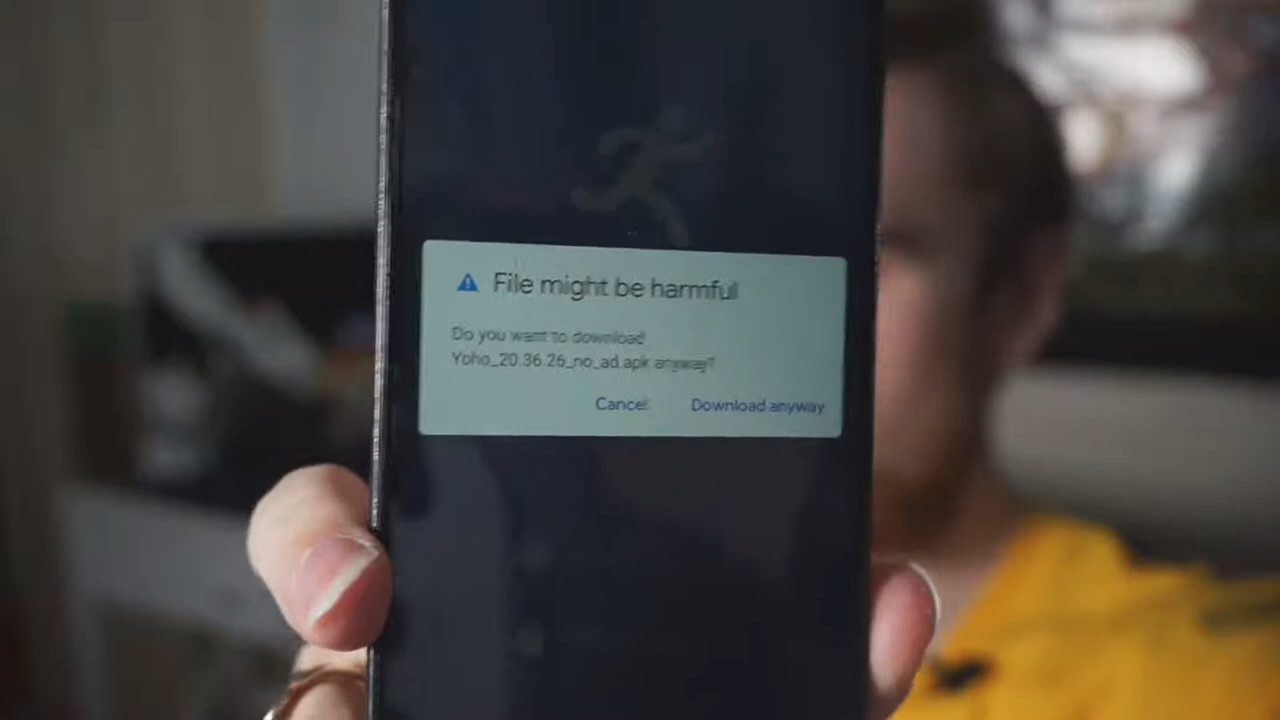 File might be harmful
Do you want to download
Yoho_20.36.26_no_ad.apk anyway?
Cancel
Download anyway